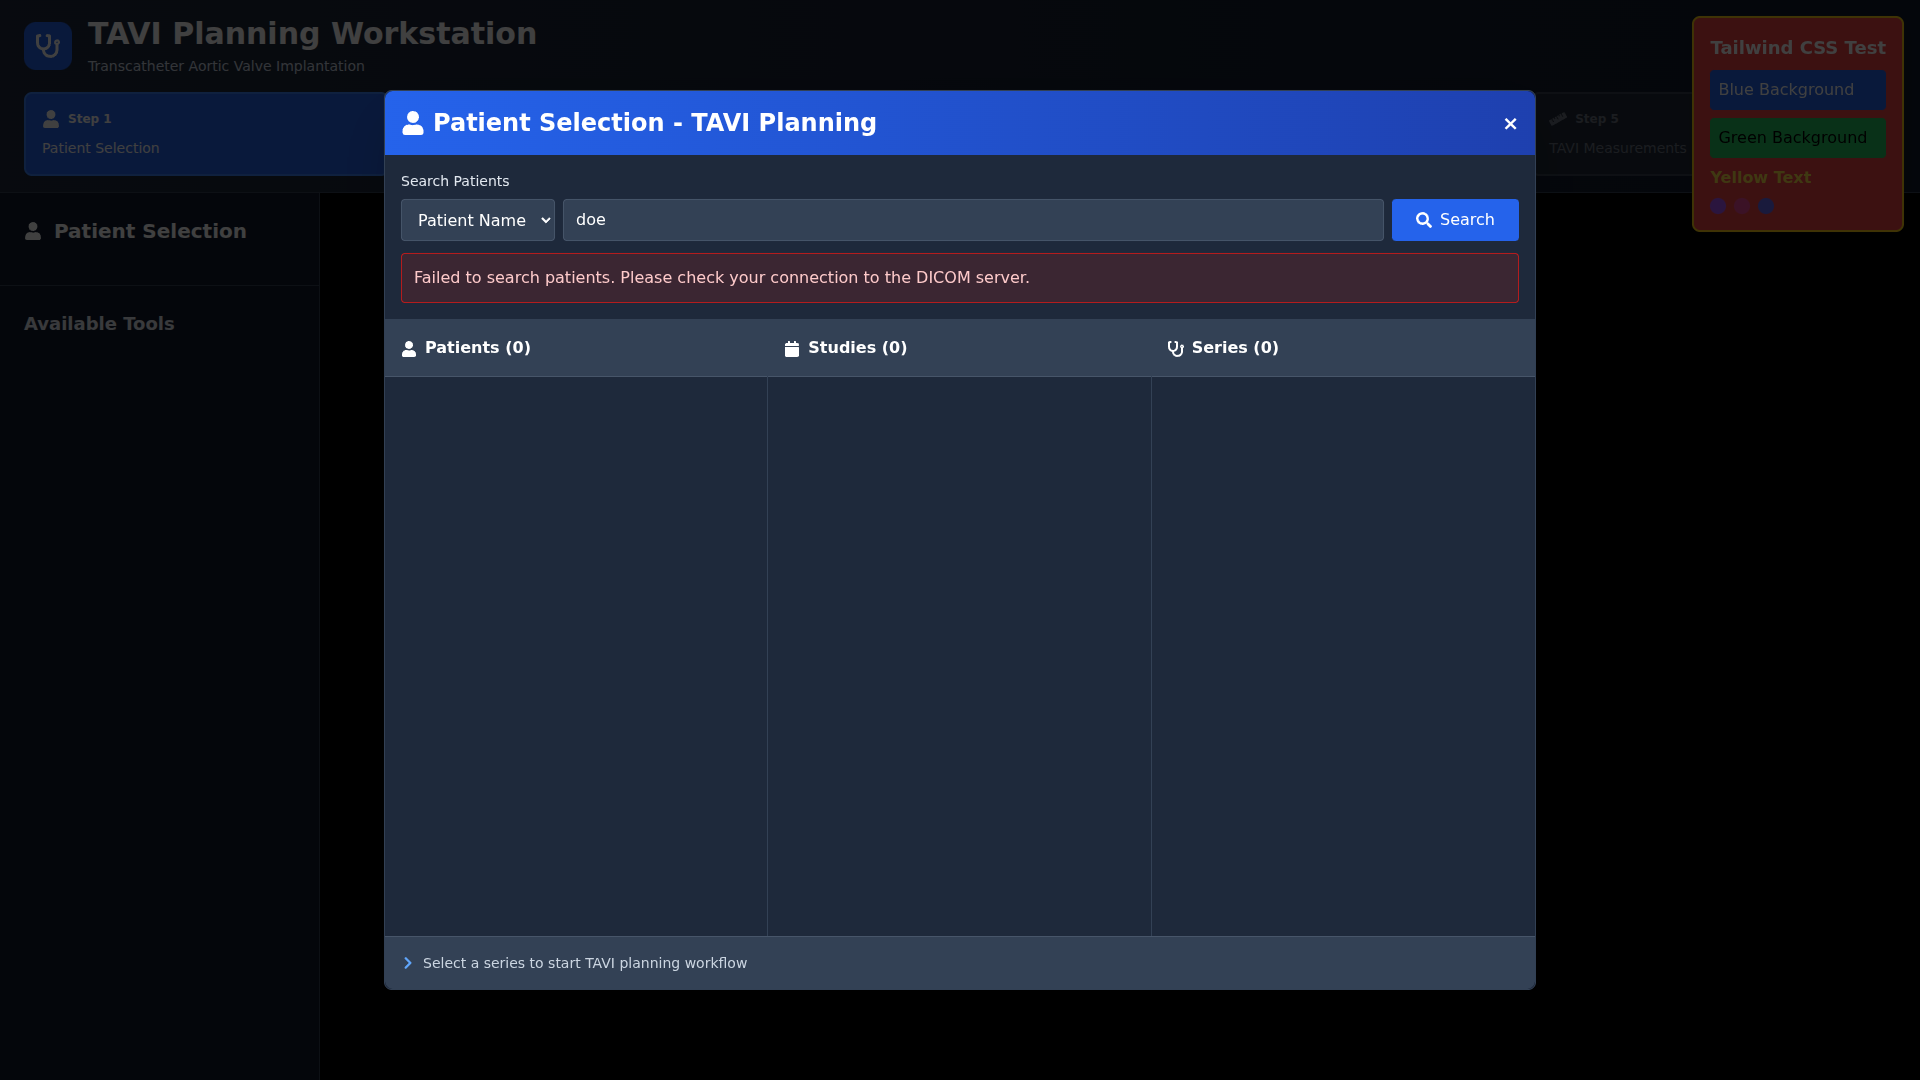 TAVI Planning Workstation
Transcatheter Aortic Valve Implantation
Step 1
Patient Selection
Step 5
TAVI Measurements
Tailwind CSS Test
Blue Background
Green Background
Yellow Text
Patient Selection
Available Tools
Patient Selection - TAVI Planning
×
Search Patients
Patient Name
doe
Search
Failed to search patients. Please check your connection to the DICOM server.
Patients (0)
Studies (0)
Series (0)
Select a series to start TAVI planning workflow